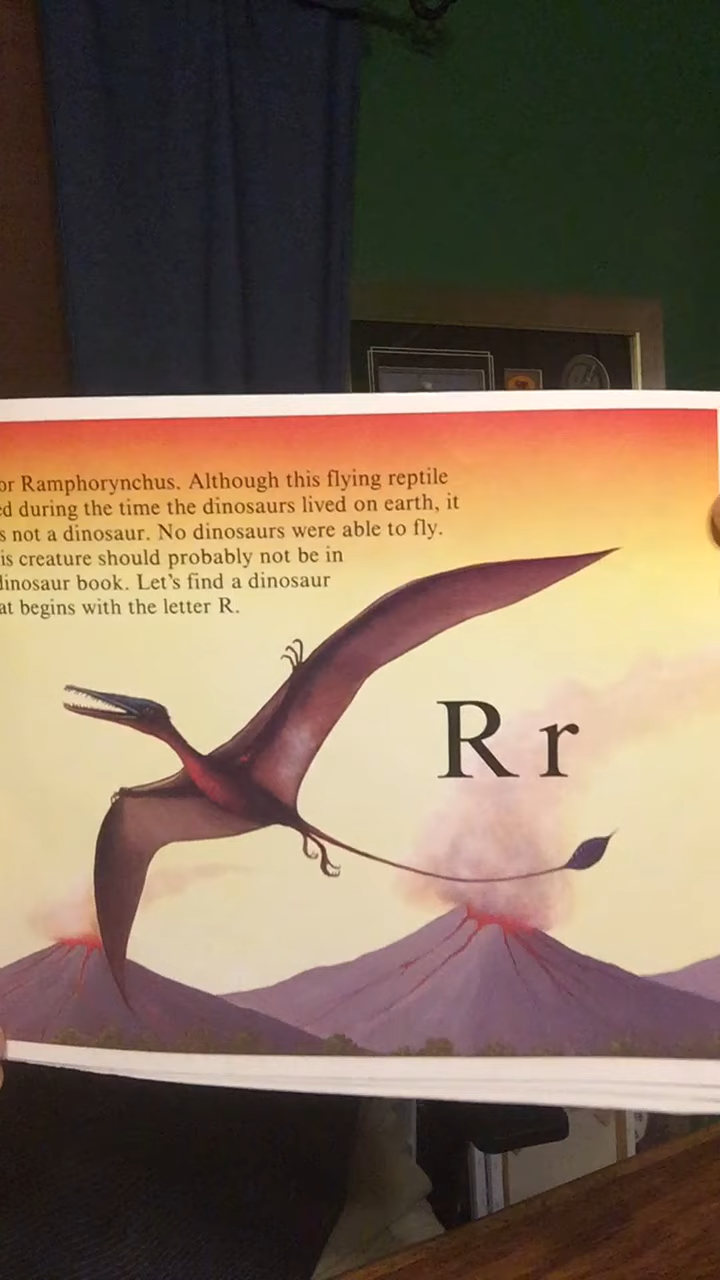 or Ramphorynchus. Although this flying reptile
ed during the time the dinosaurs lived on earth, it
s not a dinosaur. No dinosaurs were able to fly.
is creature should probably not be in
dinosaur book. Let's find a dinosaur
at begins with the letter R.
R r